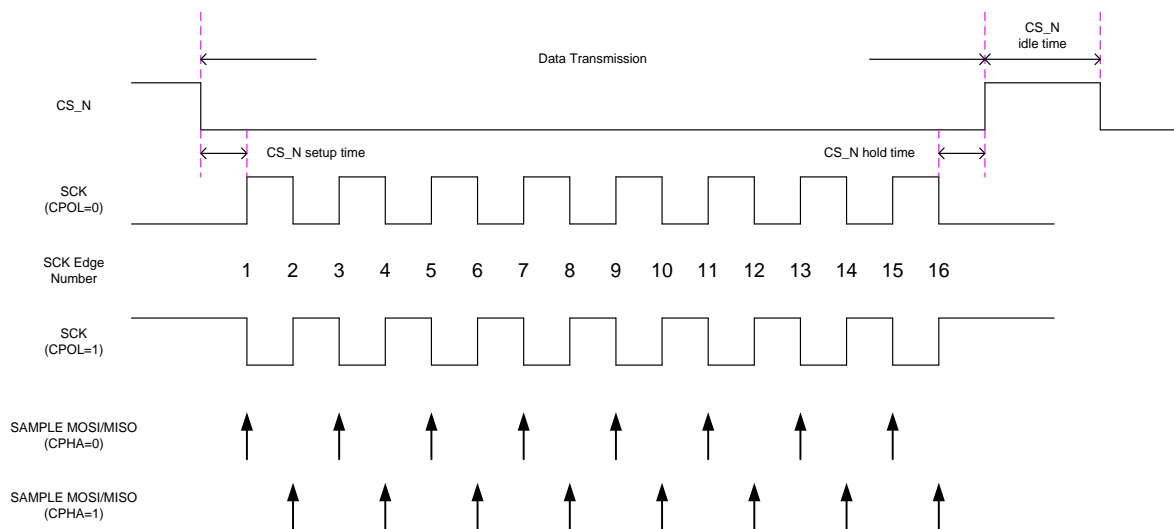 CS_N
idle time
Data Transmission
CS_N
CS_N setup time
CS_N hold time
SCK
(CPOL=0)
SCK Edge
Number
1 2 3 4 5 6 7 8 9 10 11 12 13 14 15 16
SCK
(CPOL=1)
SAMPLE MOSI/MISO
(CPHA=0)
SAMPLE MOSI/MISO
(CPHA=1)